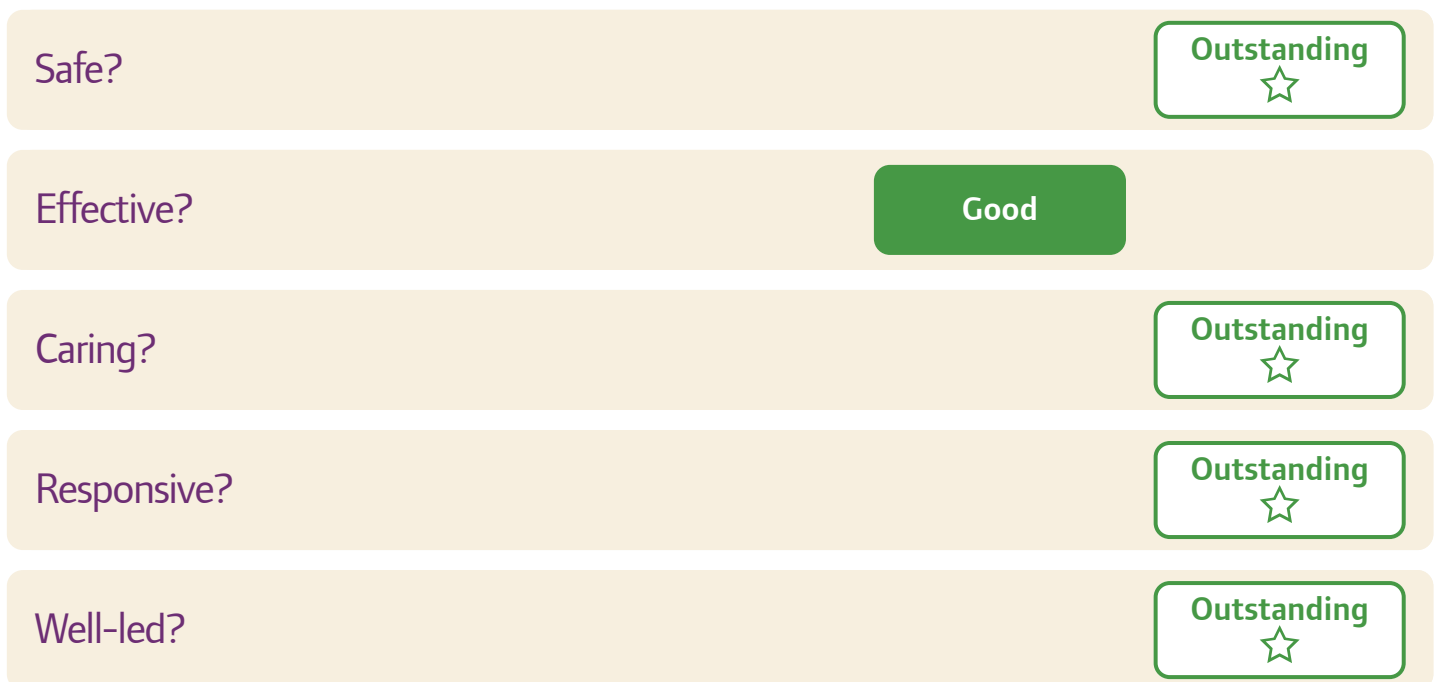 Safe?
Outstanding
Effective?
Good
Caring?
Outstanding
Responsive?
Outstanding
Well-led?
Outstanding